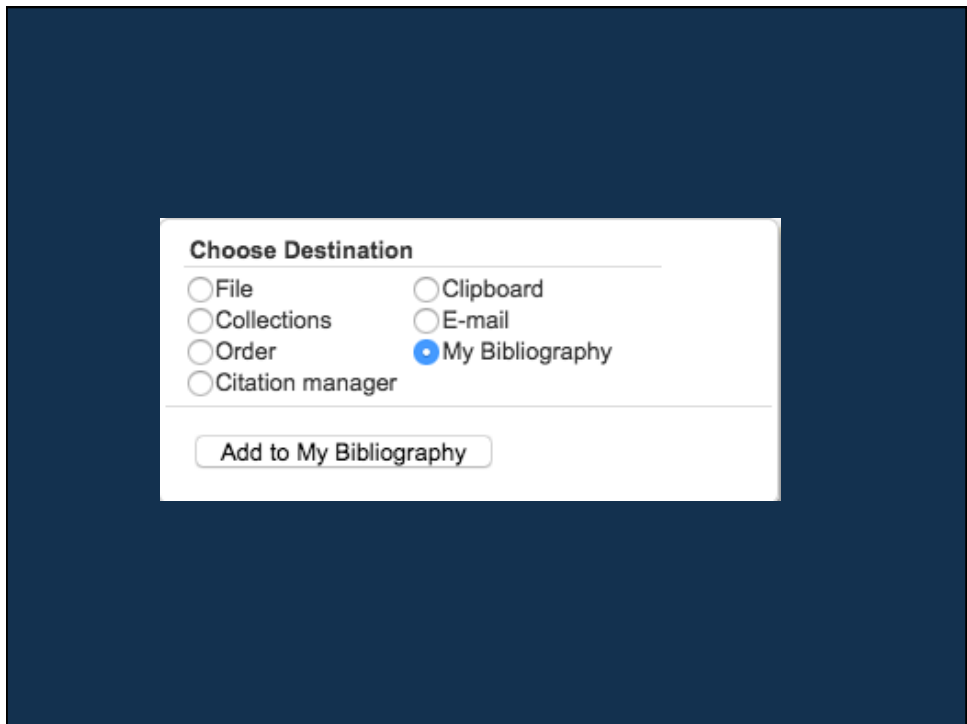 Choose Destination
File Clipboard
Collections E-mail
Order My Bibliography
Citation manager
Add to My Bibliography